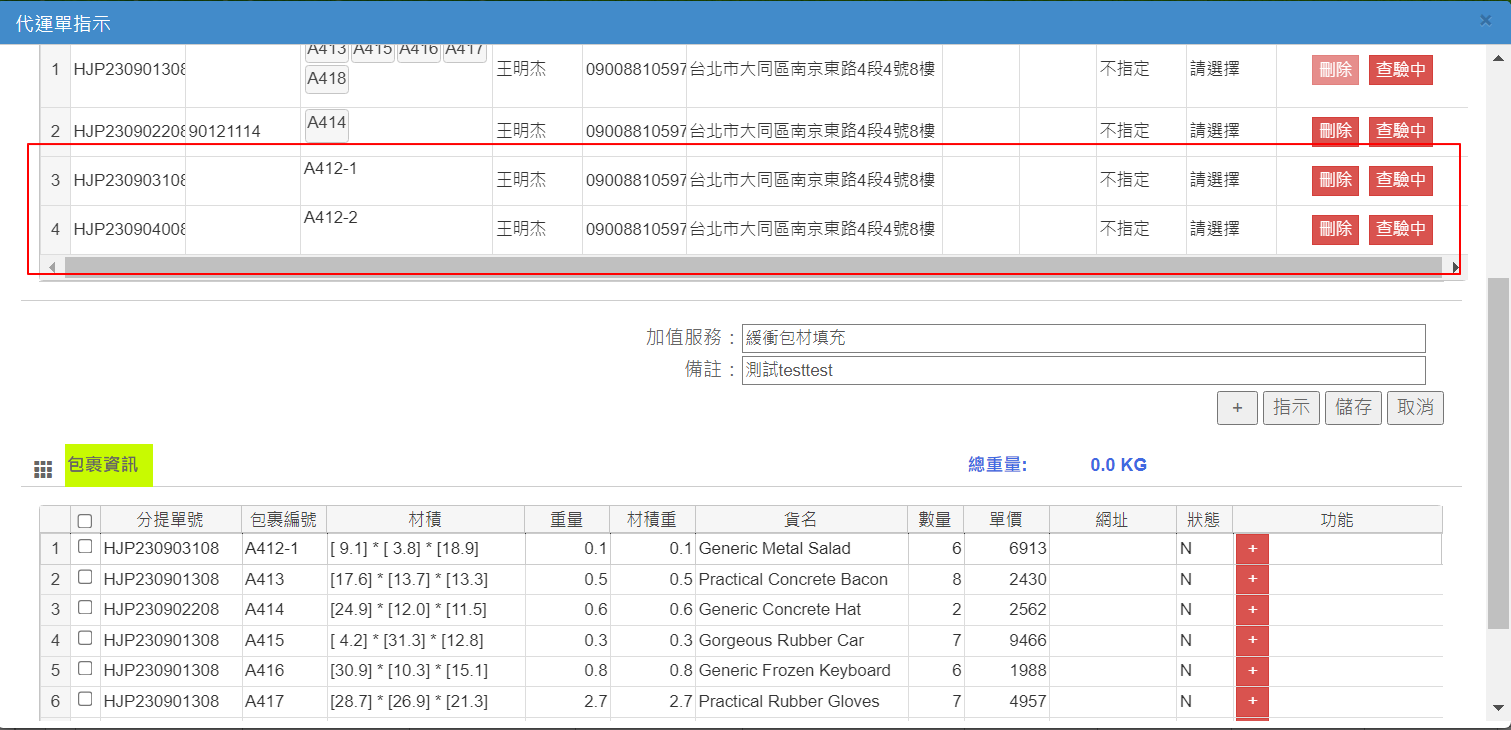 代運單指示 ×
A413 A415 A416 A417
1 HJP230901308 A418 王明杰 09008810597 台北市大同區南京東路4段4號8樓 不指定 請選擇 刪除 查驗中
2 HJP230902208 90121114 A414 王明杰 09008810597 台北市大同區南京東路4段4號8樓 不指定 請選擇 刪除 查驗中
3 HJP230903108 A412-1 王明杰 09008810597 台北市大同區南京東路4段4號8樓 不指定 請選擇 刪除 查驗中
4 HJP230904008 A412-2 王明杰 09008810597 台北市大同區南京東路4段4號8樓 不指定 請選擇 刪除 查驗中
加值服務： 緩衝包材填充
備註： 測試testtest
+ 指示 儲存 取消
包裹資訊 總重量: 0.0 KG
分提單號 包裹編號 材積 重量 材積重 貨名 數量 單價 網址 狀態 功能
1 HJP230903108 A412-1 [ 9.1] * [ 3.8] * [18.9] 0.1 0.1 Generic Metal Salad 6 6913 N +
2 HJP230901308 A413 [17.6] * [13.7] * [13.3] 0.5 0.5 Practical Concrete Bacon 8 2430 N +
3 HJP230902208 A414 [24.9] * [12.0] * [11.5] 0.6 0.6 Generic Concrete Hat 2 2562 N +
4 HJP230901308 A415 [ 4.2] * [31.3] * [12.8] 0.3 0.3 Gorgeous Rubber Car 7 9466 N +
5 HJP230901308 A416 [30.9] * [10.3] * [15.1] 0.8 0.8 Generic Frozen Keyboard 6 1988 N +
6 HJP230901308 A417 [28.7] * [26.9] * [21.3] 2.7 2.7 Practical Rubber Gloves 7 4957 N +